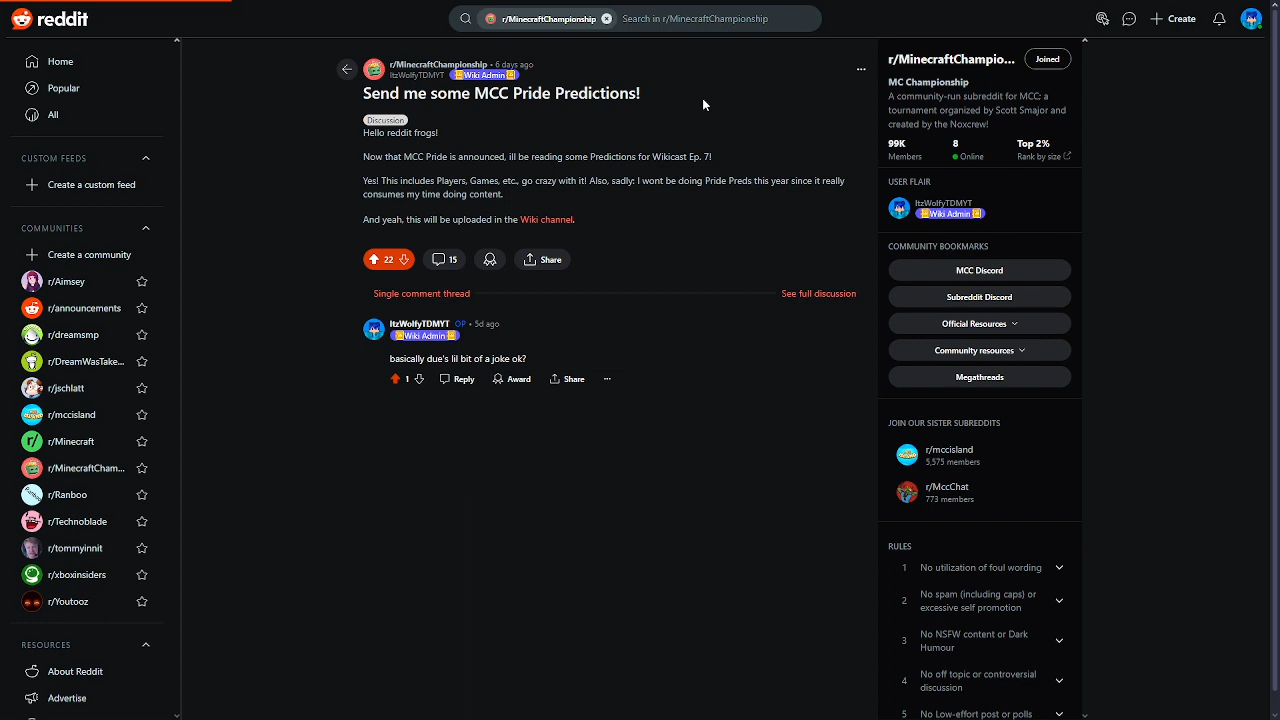 reddit
r/MinecraftChampionship
Search in r/MinecraftChampionship
Create
Home
Popular
All
CUSTOM FEEDS
Create a custom feed
COMMUNITIES
Create a community
r/Aimsey
r/announcements
r/dreamsmp
r/DreamWasTake...
r/jschlatt
r/mccisland
r/Minecraft
r/MinecraftCham...
r/Ranboo
r/Technoblade
r/tommyinnit
r/xboxinsiders
r/Youtooz
RESOURCES
About Reddit
Advertise
r/MinecraftChampionship • 6 days ago
ItzWolfyTDMYT Wiki Admin
Send me some MCC Pride Predictions!
Discussion
Hello reddit frogs!
Now that MCC Pride is announced, ill be reading some Predictions for Wikicast Ep. 7!
Yes! This includes Players, Games, etc., go crazy with it! Also, sadly: I wont be doing Pride Preds this year since it really
consumes my time doing content.
And yeah, this will be uploaded in the Wiki channel.
22 15 Share
Single comment thread See full discussion
ItzWolfyTDMYT OP • 5d ago
Wiki Admin
basically due's lil bit of a joke ok?
1 Reply Award Share
r/MinecraftChampio... Joined
MC Championship
A community-run subreddit for MCC; a
tournament organized by Scott Smajor and
created by the Noxcrew!
99K 8 Top 2%
Members Online Rank by size
USER FLAIR
ItzWolfyTDMYT
Wiki Admin
COMMUNITY BOOKMARKS
MCC Discord
Subreddit Discord
Official Resources
Community resources
Megathreads
JOIN OUR SISTER SUBREDDITS
r/mccisland
5,575 members
r/MccChat
773 members
RULES
1 No utilization of foul wording
2 No spam (including caps) or
excessive self promotion
3 No NSFW content or Dark
Humour
4 No off topic or controversial
discussion
5 No Low-effort post or polls